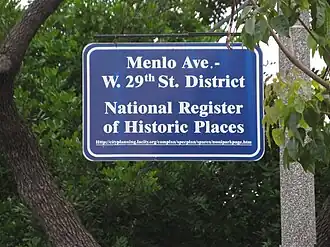 Menlo Ave.-
W. 29th St. District
National Register
of Historic Places